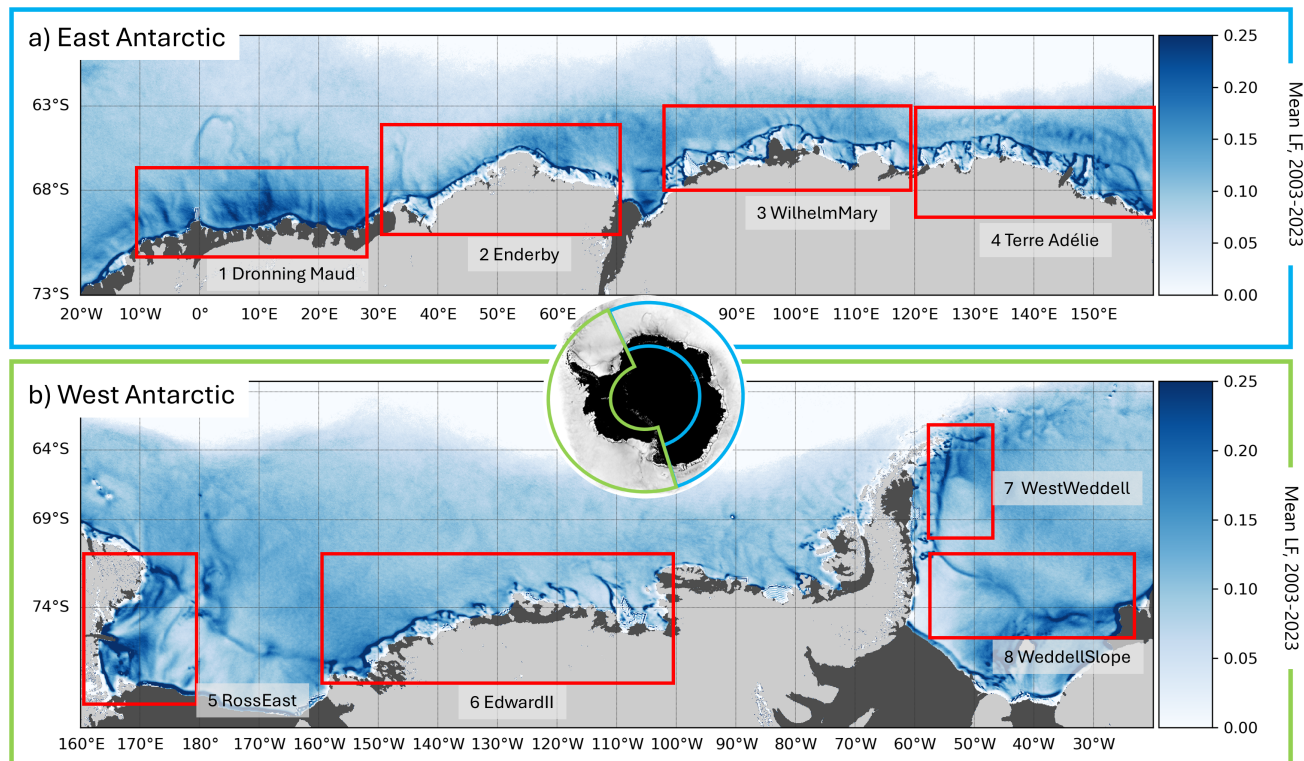 a) East Antarctic
63°S
68°S
73°S
1 Dronning Maud
2 Enderby
3 WilhelmMary
4 Terre Adélie
20°W 10°W 0° 10°E 20°E 30°E 40°E 50°E 60°E 90°E 100°E 110°E 120°E 130°E 140°E 150°E
0.25
0.20
0.15
0.10
0.05
0.00
Mean LF, 2003-2023
b) West Antarctic
64°S
69°S
74°S
5 RossEast
6 EdwardII
7 WestWeddell
8 WeddellSlope
160°E 170°E 180° 170°W 160°W 150°W 140°W 130°W 120°W 110°W 100°W 90°W 80°W 70°W 60°W 50°W 40°W 30°W
0.25
0.20
0.15
0.10
0.05
0.00
Mean LF, 2003-2023